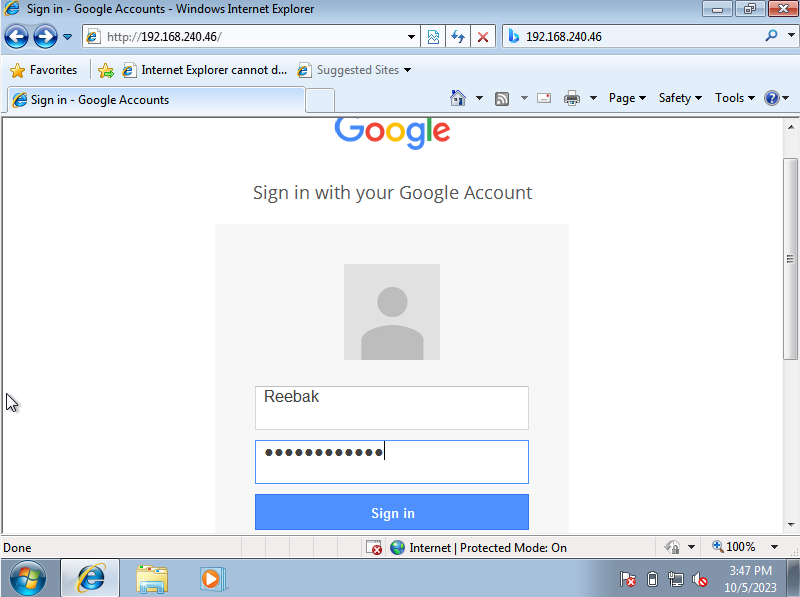 Sign in - Google Accounts - Windows Internet Explorer
http://192.168.240.46/
192.168.240.46
Favorites
Internet Explorer cannot d...
Suggested Sites
Sign in - Google Accounts
Page
Safety
Tools
Google
Sign in with your Google Account
Reebak
••••••••••••
Sign in
Done
Internet | Protected Mode: On
100%
3:47 PM
10/5/2023